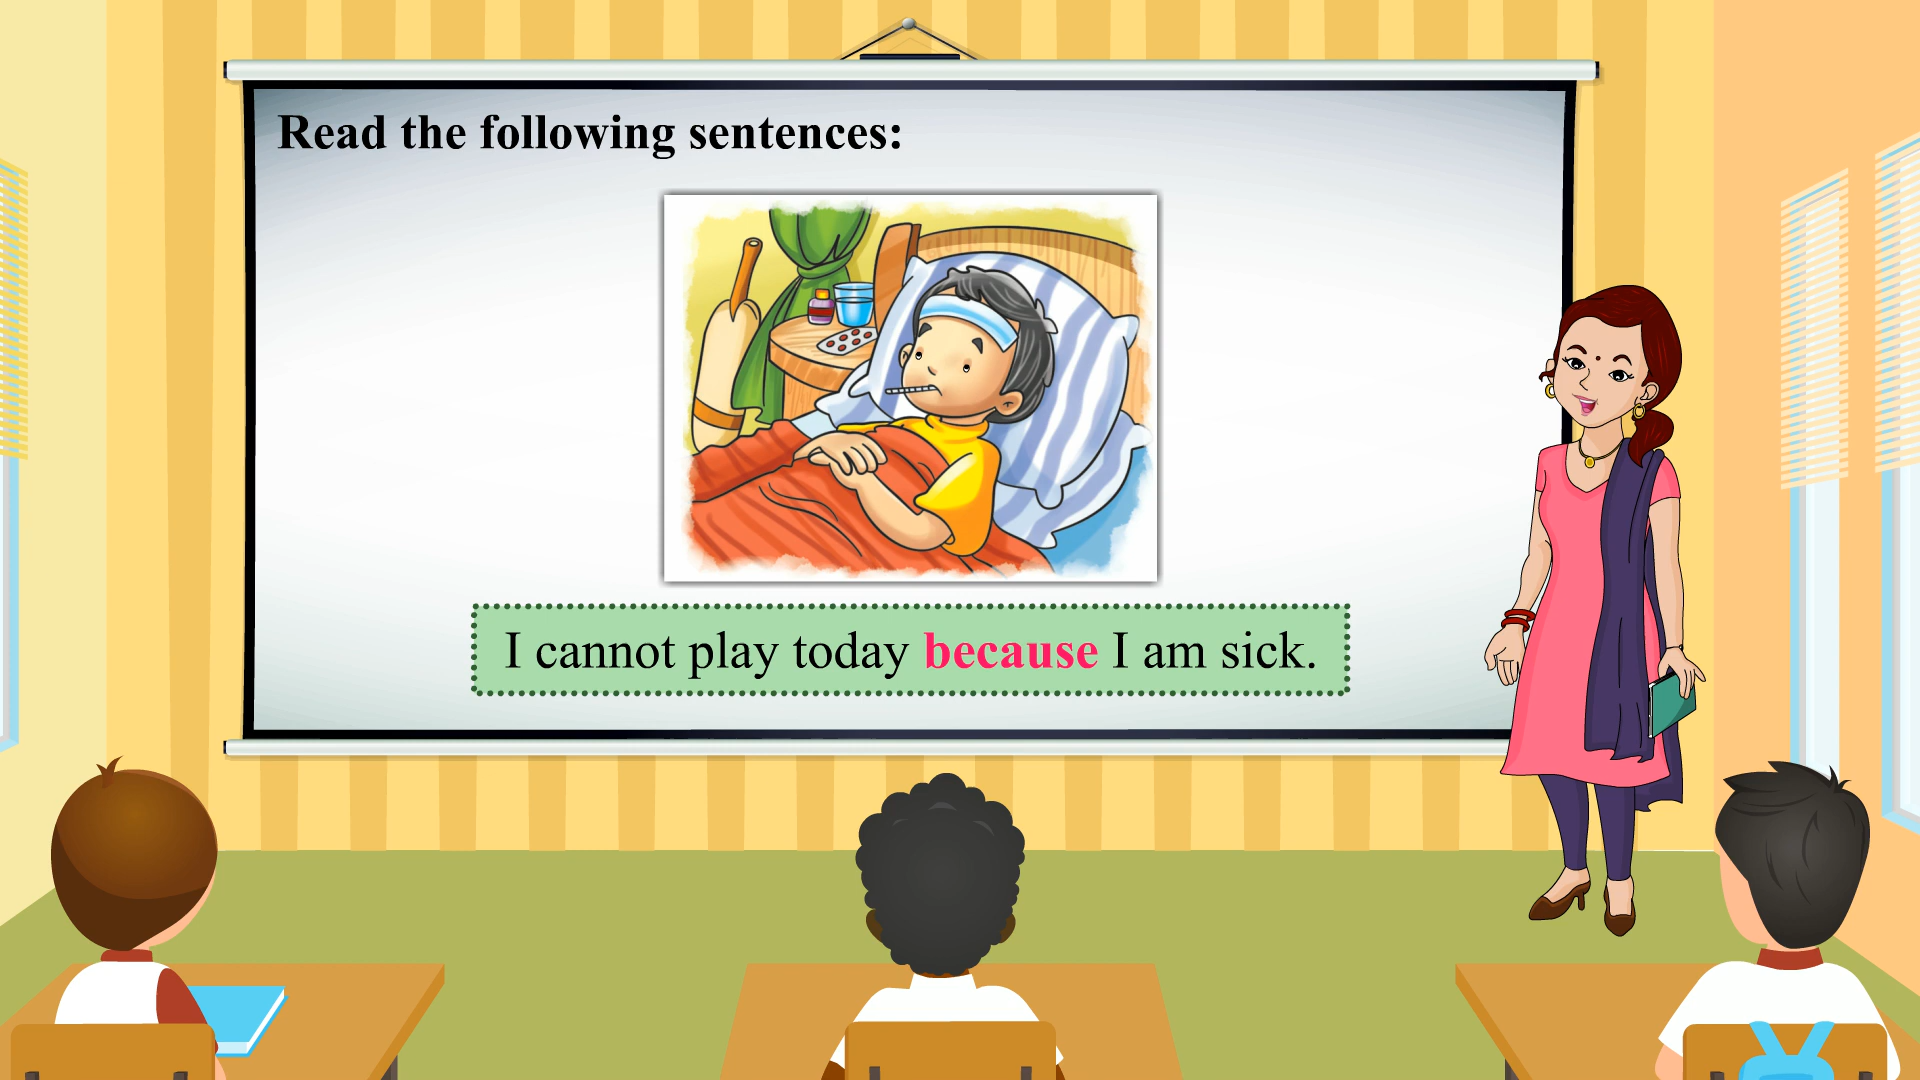 Read the following sentences:
I cannot play today because I am sick.